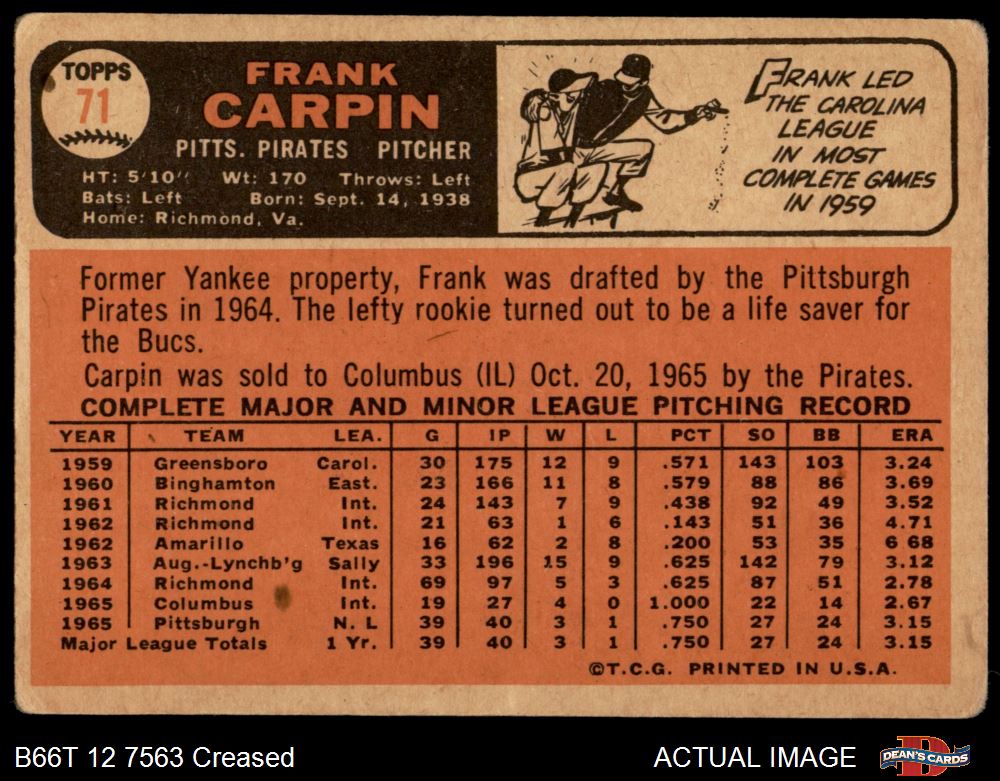 TOPPS
71
FRANK
CARPIN
PITTS. PIRATES PITCHER
HT: 5'10" Wt: 170 Throws: Left
Bats: Left Born: Sept. 14, 1938
Home: Richmond, Va.
FRANK LED
THE CAROLINA
LEAGUE
IN MOST
COMPLETE GAMES
IN 1959
Former Yankee property, Frank was drafted by the Pittsburgh
Pirates in 1964. The lefty rookie turned out to be a life saver for
the Bucs.
Carpin was sold to Columbus (IL) Oct. 20, 1965 by the Pirates.
COMPLETE MAJOR AND MINOR LEAGUE PITCHING RECORD
YEAR TEAM LEA. G IP W L PCT SO BB ERA
1959 Greensboro Carol. 30 175 12 9 .571 143 103 3.24
1960 Binghamton East. 23 166 11 8 .579 88 86 3.69
1961 Richmond Int. 24 143 7 9 .438 92 49 3.52
1962 Richmond Int. 21 63 1 6 .143 51 36 4.71
1962 Amarillo Texas 16 62 2 8 .200 53 35 6 68
1963 Aug.-Lynchb'g Sally 33 196 15 9 .625 142 79 3.12
1964 Richmond Int. 69 97 5 3 .625 87 51 2.78
1965 Columbus Int. 19 27 4 0 1.000 22 14 2.67
1965 Pittsburgh N. L 39 40 3 1 .750 27 24 3.15
Major League Totals 1 Yr. 39 40 3 1 .750 27 24 3.15
©T.C.G. PRINTED IN U.S.A.
B66T 12 7563 Creased
ACTUAL IMAGE
D
DEAN'S CARDS